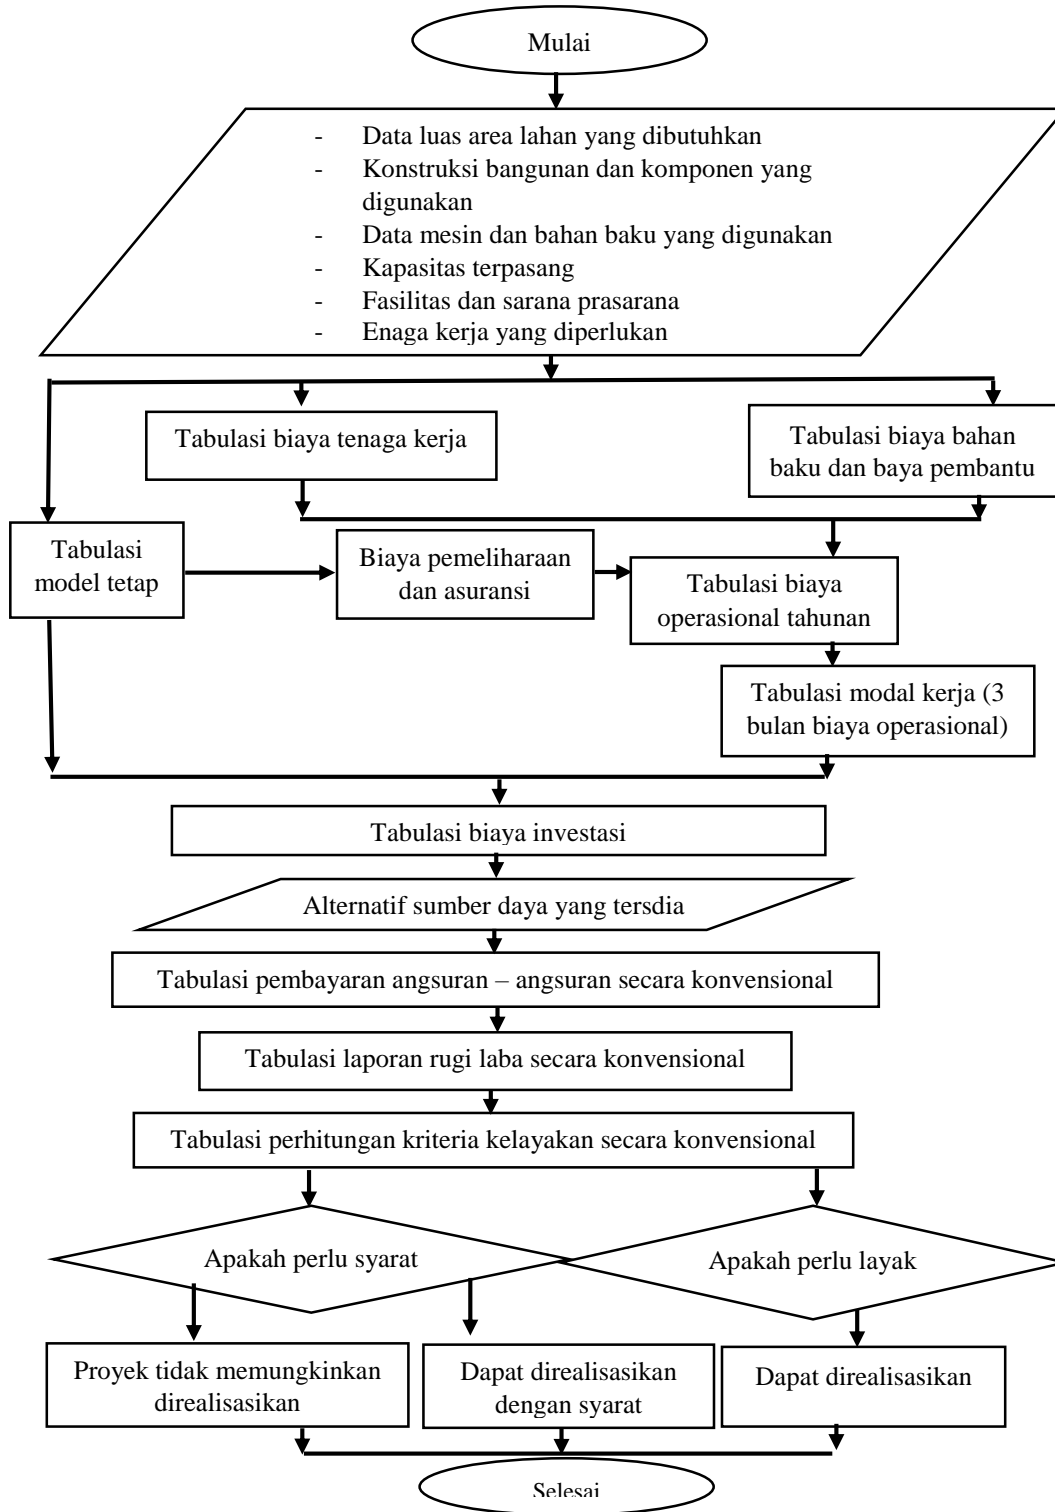 Mulai
- Data luas area lahan yang dibutuhkan
- Konstruksi bangunan dan komponen yang
digunakan
- Data mesin dan bahan baku yang digunakan
- Kapasitas terpasang
- Fasilitas dan sarana prasarana
- Enaga kerja yang diperlukan
Tabulasi biaya tenaga kerja
Tabulasi biaya bahan
baku dan baya pembantu
Tabulasi
model tetap
Biaya pemeliharaan
dan asuransi
Tabulasi biaya
operasional tahunan
Tabulasi modal kerja (3
bulan biaya operasional)
Tabulasi biaya investasi
Alternatif sumber daya yang tersdia
Tabulasi pembayaran angsuran – angsuran secara konvensional
Tabulasi laporan rugi laba secara konvensional
Tabulasi perhitungan kriteria kelayakan secara konvensional
Apakah perlu syarat
Apakah perlu layak
Proyek tidak memungkinkan
direalisasikan
Dapat direalisasikan
dengan syarat
Dapat direalisasikan
Selesai